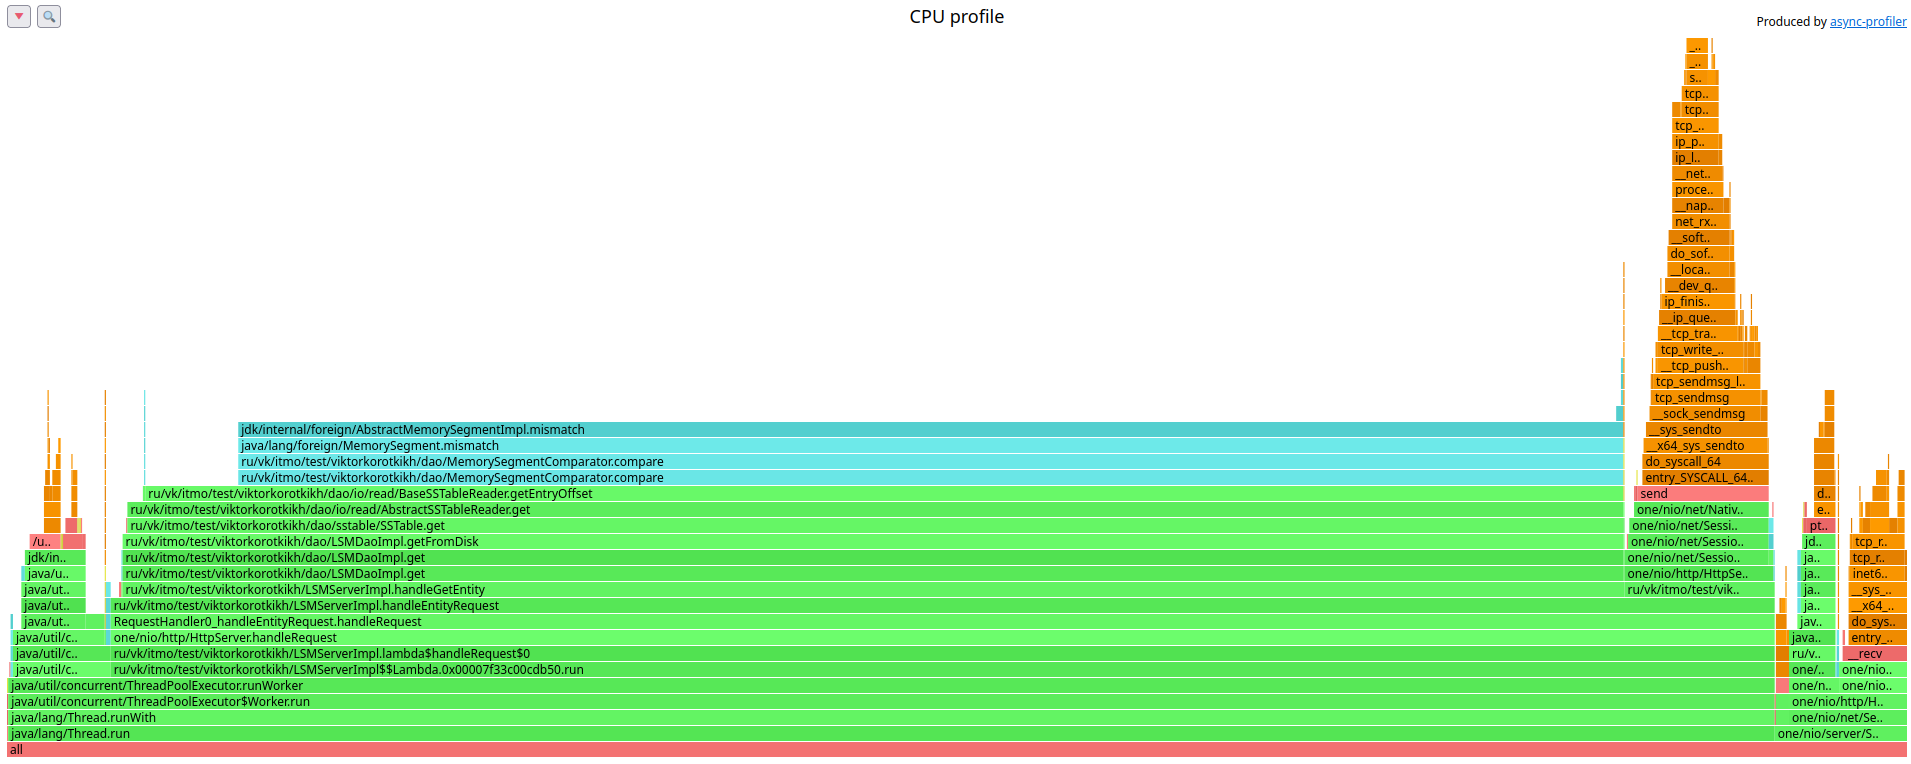 CPU profile
Produced by async-profiler
_..
_..
s..
tcp..
tcp..
tcp_..
ip_p..
ip_l..
__net..
proce..
__nap..
net_rx..
__soft..
do_sof..
__loca..
__dev_q..
ip_finis..
__ip_que..
__tcp_tra..
tcp_write_..
__tcp_push..
tcp_sendmsg_l..
tcp_sendmsg
__sock_sendmsg
jdk/internal/foreign/AbstractMemorySegmentImpl.mismatch __sys_sendto
java/lang/foreign/MemorySegment.mismatch __x64_sys_sendto
ru/vk/itmo/test/viktorkorotkikh/dao/MemorySegmentComparator.compare do_syscall_64
ru/vk/itmo/test/viktorkorotkikh/dao/MemorySegmentComparator.compare entry_SYSCALL_64..
ru/vk/itmo/test/viktorkorotkikh/dao/io/read/BaseSSTableReader.getEntryOffset send d..
ru/vk/itmo/test/viktorkorotkikh/dao/io/read/AbstractSSTableReader.get one/nio/net/Nativ.. e..
ru/vk/itmo/test/viktorkorotkikh/dao/sstable/SSTable.get one/nio/net/Sessi.. pt..
/u.. ru/vk/itmo/test/viktorkorotkikh/dao/LSMDaoImpl.getFromDisk one/nio/net/Sessio.. jd.. tcp_r..
jdk/in.. ru/vk/itmo/test/viktorkorotkikh/dao/LSMDaoImpl.get one/nio/net/Sessio.. ja.. tcp_r..
java/u.. ru/vk/itmo/test/viktorkorotkikh/dao/LSMDaoImpl.get one/nio/http/HttpSe.. ja.. inet6..
java/ut.. ru/vk/itmo/test/viktorkorotkikh/LSMServerImpl.handleGetEntity ru/vk/itmo/test/vik.. ja.. __sys_..
java/ut.. ru/vk/itmo/test/viktorkorotkikh/LSMServerImpl.handleEntityRequest ja.. __x64_..
java/ut.. RequestHandler0_handleEntityRequest.handleRequest jav.. do_sys..
java/util/c.. one/nio/http/HttpServer.handleRequest java.. entry_..
java/util/c.. ru/vk/itmo/test/viktorkorotkikh/LSMServerImpl.lambda$handleRequest$0 ru/v.. __recv
java/util/c.. ru/vk/itmo/test/viktorkorotkikh/LSMServerImpl$$Lambda.0x00007f33c00cdb50.run one/.. one/nio..
java/util/concurrent/ThreadPoolExecutor.runWorker one/n.. one/nio..
java/util/concurrent/ThreadPoolExecutor$Worker.run one/nio/http/H..
java/lang/Thread.runWith one/nio/net/Se..
java/lang/Thread.run one/nio/server/S..
all